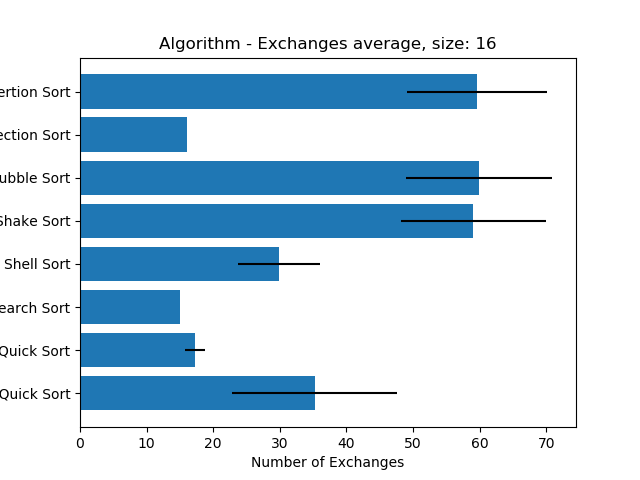 Algorithm - Exchanges average, size: 16
ertion Sort
ection Sort
ubble Sort
Shake Sort
Shell Sort
earch Sort
Quick Sort
Quick Sort
0 10 20 30 40 50 60 70
Number of Exchanges